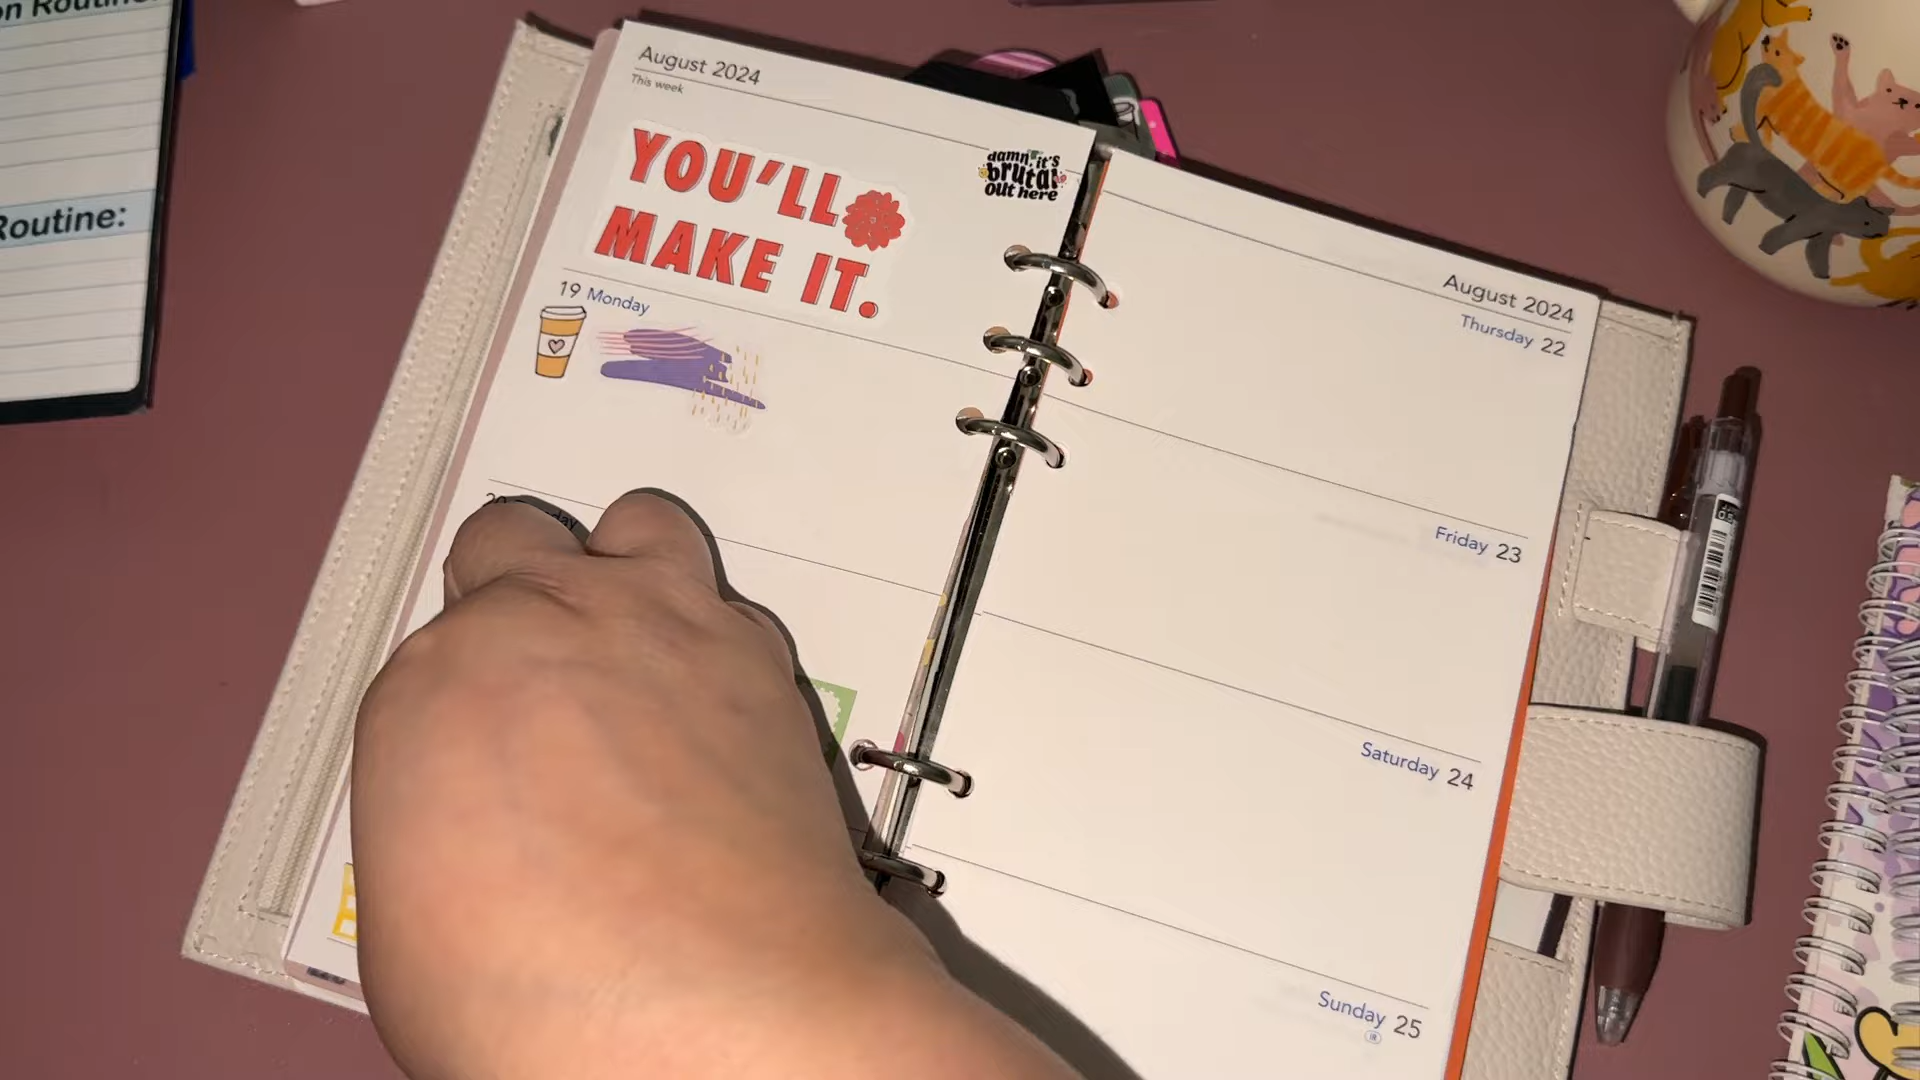 on Routine:
Routine:
August 2024
This week
YOU'LL
MAKE IT.
damn, it's
brutal
out here
19 Monday
August 2024
Thursday 22
Friday 23
Saturday 24
Sunday 25